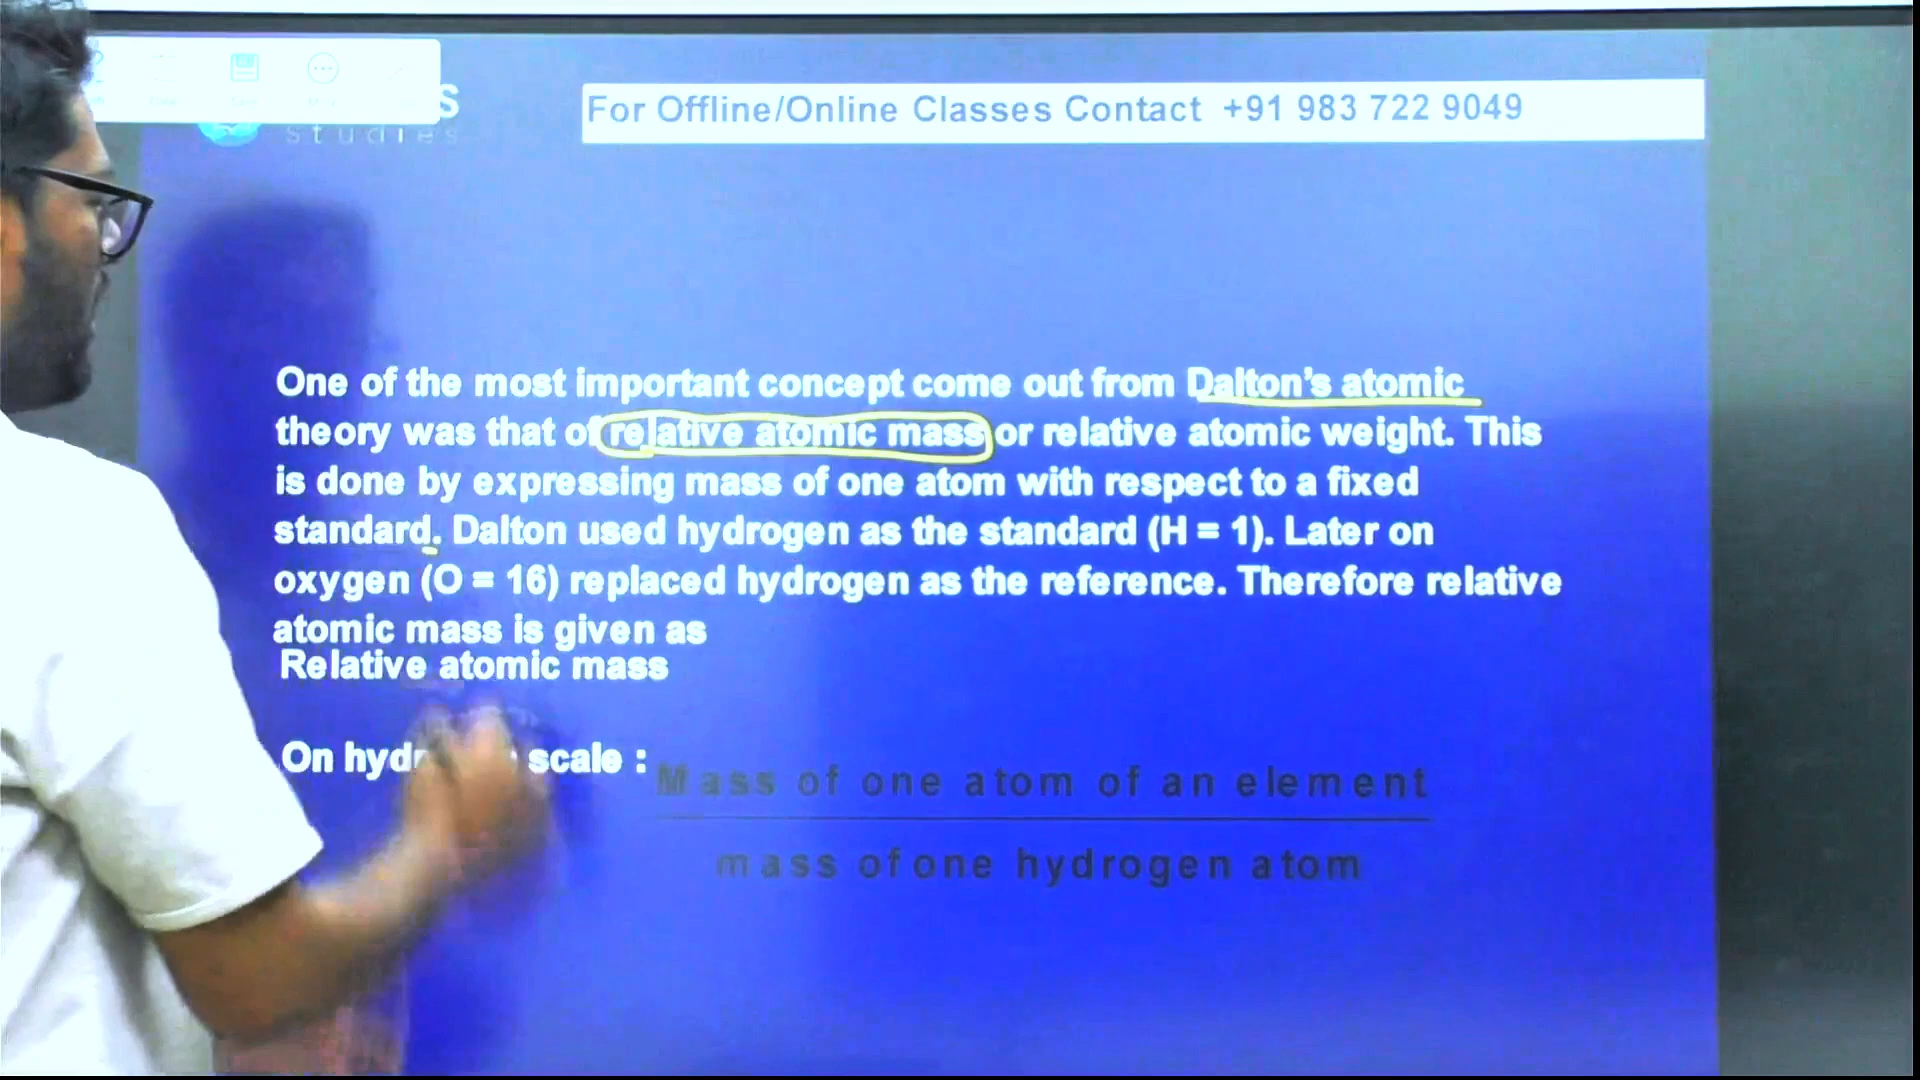 For Offline/Online Classes Contact +91 983 722 9049
studies
One of the most important concept come out from Dalton's atomic
theory was that of relative atomic mass or relative atomic weight. This
is done by expressing mass of one atom with respect to a fixed
standard. Dalton used hydrogen as the standard (H = 1). Later on
oxygen (O = 16) replaced hydrogen as the reference. Therefore relative
atomic mass is given as
Relative atomic mass
On scale :
Mass of one atom of an element
mass of one hydrogen atom